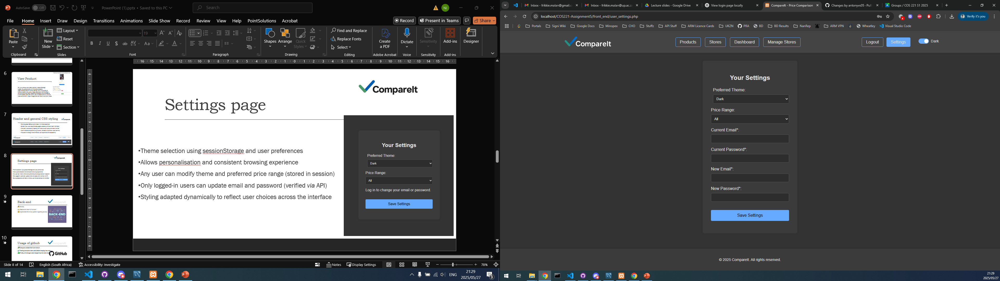 AutoSave Off PowerPoint (1).pptx • Saved to this PC Search NJ
File Home Insert Draw Design Transitions Animations Slide Show Record Review View Help PointSolutions Acrobat Record Present in Teams Share
Paste New Slide Layout Reset Section 19 B I U S ab AV Aa A Shapes Arrange Quick Styles Find and Replace Replace Fonts Select Create a PDF Dictate Sensitivity Add-ins Designer
Clipboard Slides Font Paragraph Drawing Editing Adobe Acrobat Voice Sensitivity Add-ins
6
View Product
7
Header and general CSS styling
CompareIt
8
Settings page
CompareIt
9
Back-end
Security
BACK-END
10
Usage of github
Everyone created their own branch
GitHub
CompareIt
Settings page
•Theme selection using sessionStorage and user preferences
•Allows personalisation and consistent browsing experience
•Any user can modify theme and preferred price range (stored in session)
•Only logged-in users can update email and password (verified via API)
•Styling adapted dynamically to reflect user choices across the interface
Your Settings
Preferred Theme:
Dark
Price Range:
All
Log in to change your email or password.
Save Settings
Slide 8 of 14 English (South Africa) Accessibility: Investigate Notes Display Settings 78%
ENG 21:29
2025/05/27 3
Inbox - frikkie.malan@gmail.c Inbox - frikkie.malan@up.ac.z Lecture slides - Google Drive View login page locally CompareIt - Price Comparison Changes by antonyvs05 · Pull Groups / COS 221 S1 2025
localhost/COS221-Assignment5/front_end/user_settings.php ABP Verify it's you
Portals Signi Wiki Google Docs Minopex CHO Stuffz API Stuff ARM Licence Cards UKZN PRA BD BD Results NanRep ARM VPN Wheatley Visual Studio Code
CompareIt Products Stores Dashboard Manage Stores Logout Settings Dark
Your Settings
Preferred Theme:
Dark
Price Range:
All
Current Email*:
Current Password*:
New Email*:
New Password*:
Save Settings
© 2025 CompareIt. All rights reserved.
21:29
2025/05/27